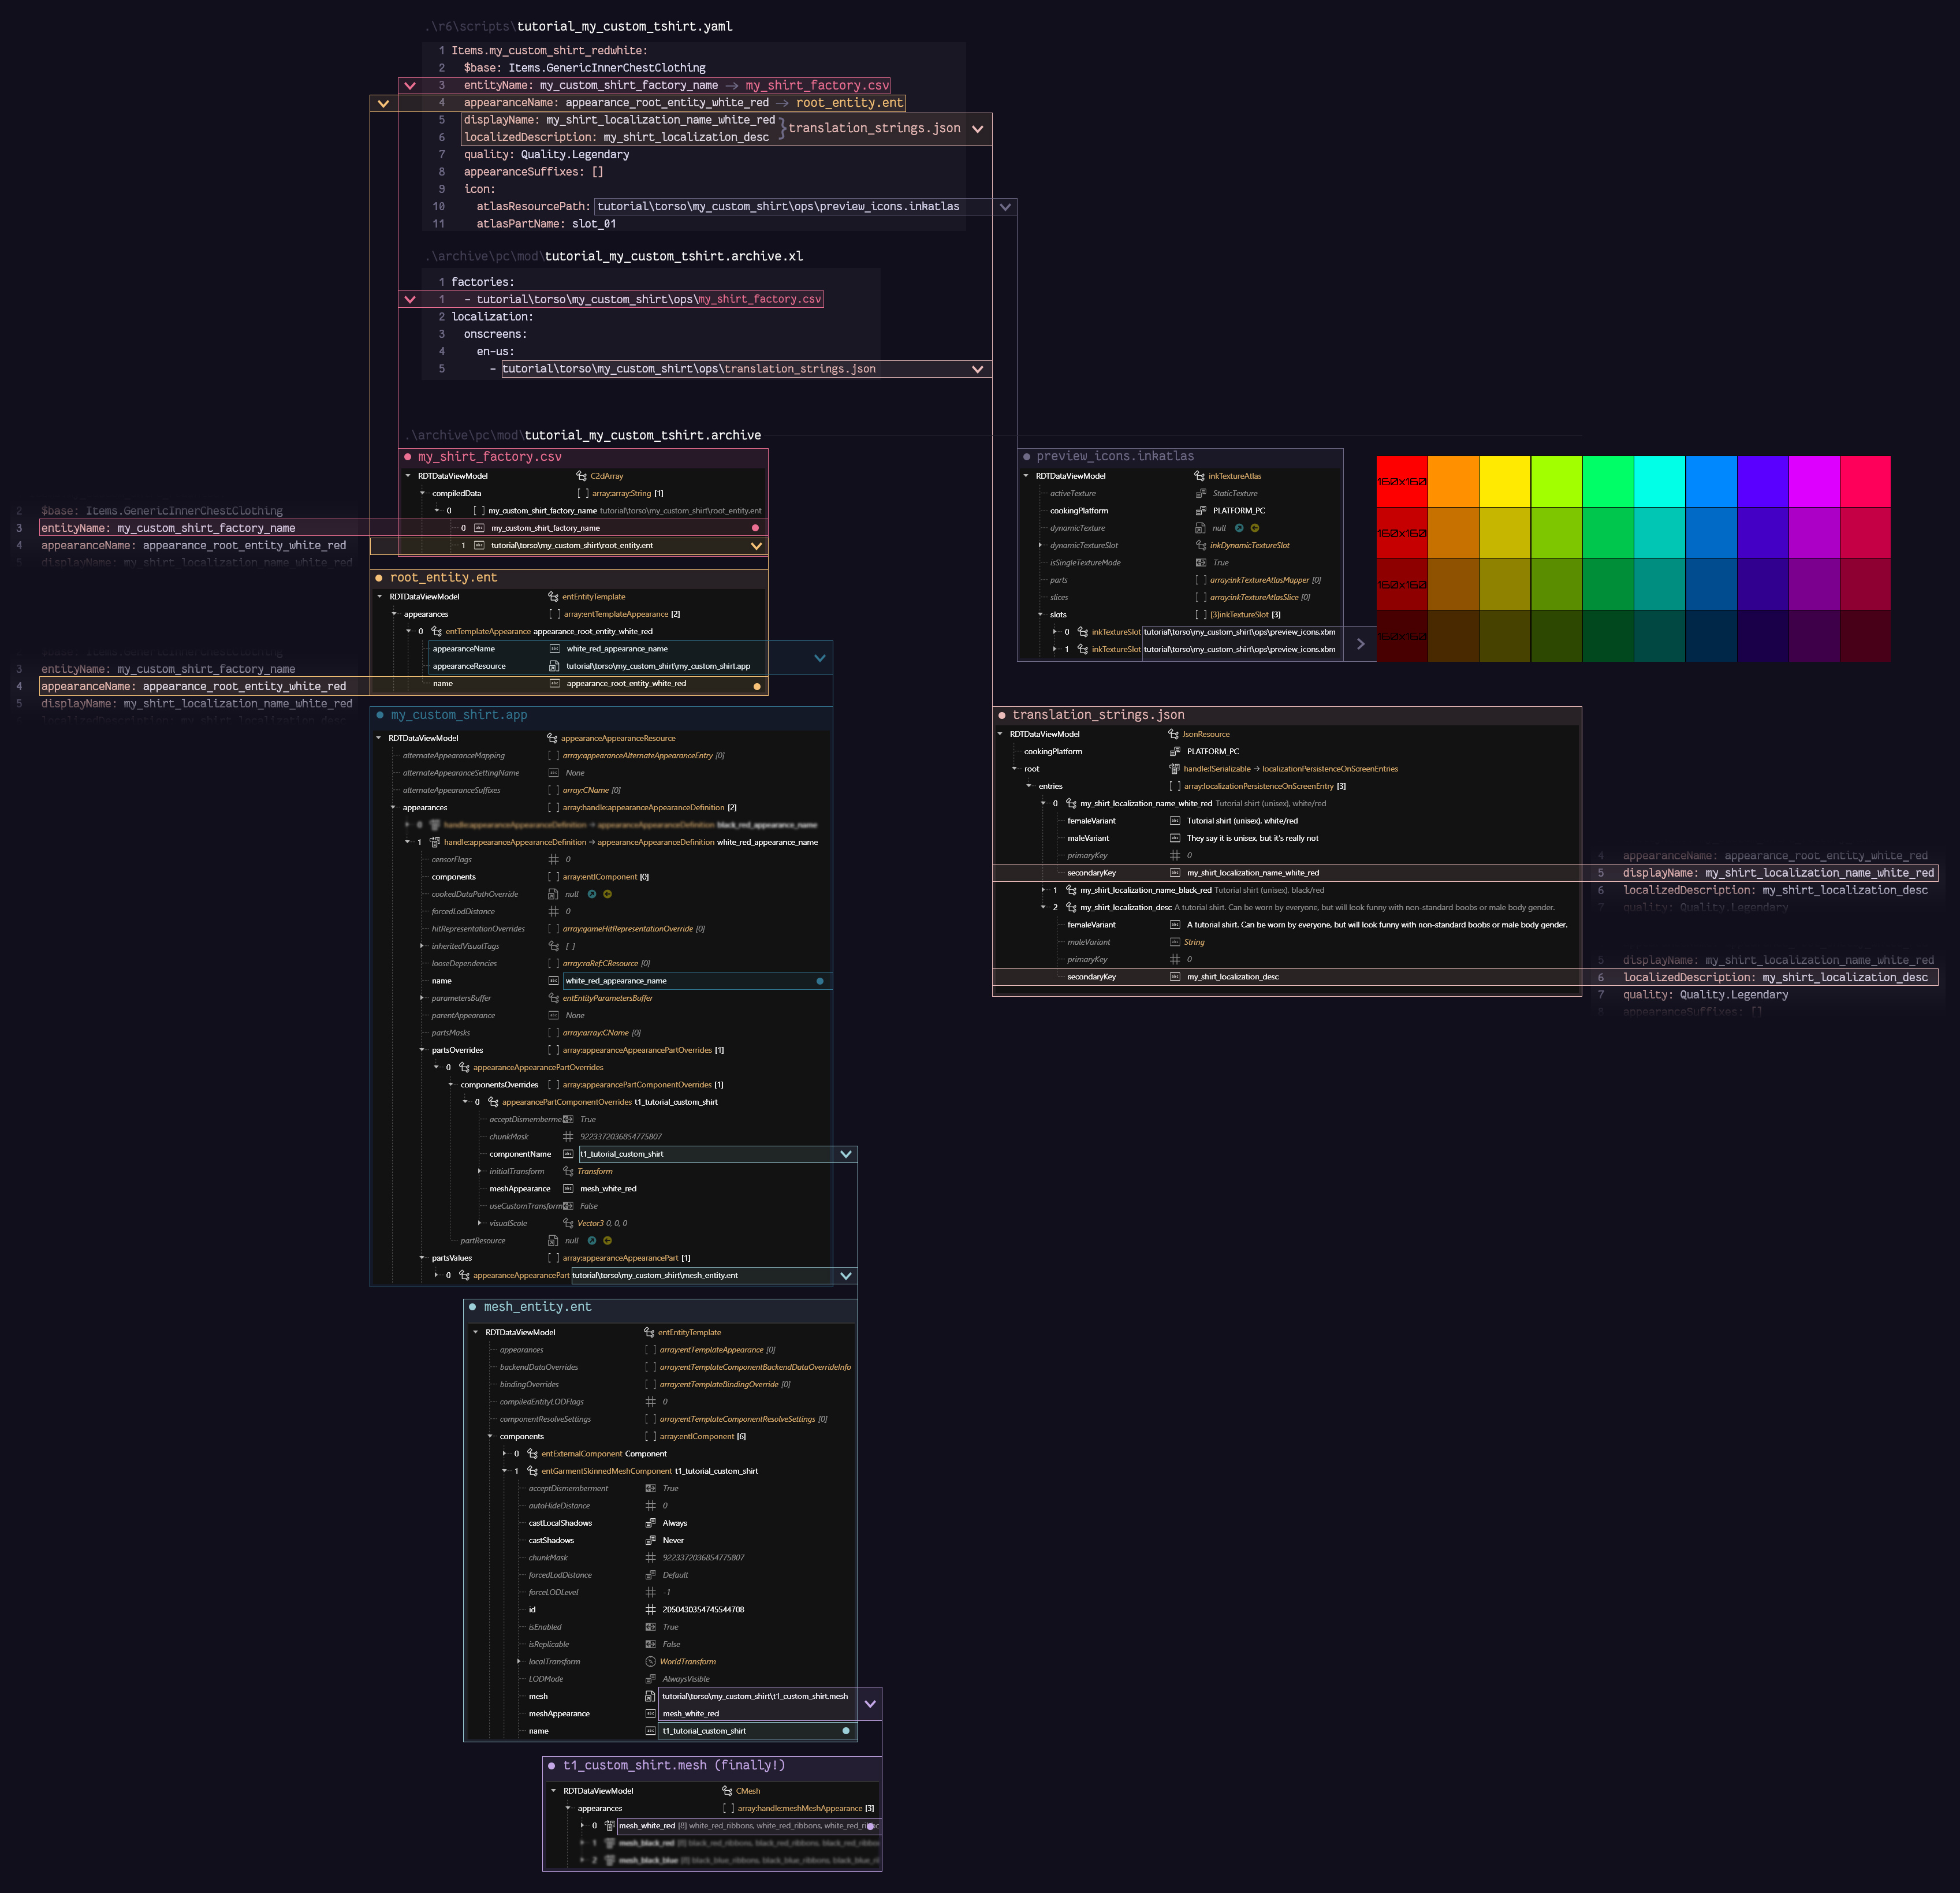 .\r6\scripts\tutorial_my_custom_tshirt.yaml
1 Items.my_custom_shirt_redwhite:
2 $base: Items.GenericInnerChestClothing
3 entityName: my_custom_shirt_factory_name → my_shirt_factory.csv
4 appearanceName: appearance_root_entity_white_red → root_entity.ent
5 displayName: my_shirt_localization_name_white_red
6 localizedDescription: my_shirt_localization_desc
}translation_strings.json
7 quality: Quality.Legendary
8 appearanceSuffixes: []
9 icon:
10 atlasResourcePath: tutorial\torso\my_custom_shirt\ops\preview_icons.inkatlas
11 atlasPartName: slot_01
.\archive\pc\mod\tutorial_my_custom_tshirt.archive.xl
1 factories:
1 - tutorial\torso\my_custom_shirt\ops\my_shirt_factory.csv
2 localization:
3 onscreens:
4 en-us:
5 - tutorial\torso\my_custom_shirt\ops\translation_strings.json
.\archive\pc\mod\tutorial_my_custom_tshirt.archive
my_shirt_factory.csv
RDTDataViewModel C2dArray
compiledData [ ] array:array:String [1]
0 [ ] my_custom_shirt_factory_name tutorial\torso\my_custom_shirt\root_entity.ent
0 abc my_custom_shirt_factory_name
1 abc tutorial\torso\my_custom_shirt\root_entity.ent
2 $base: Items.GenericInnerChestClothing
3 entityName: my_custom_shirt_factory_name
4 appearanceName: appearance_root_entity_white_red
5 displayName: my_shirt_localization_name_white_red
root_entity.ent
RDTDataViewModel entEntityTemplate
appearances [ ] array:entTemplateAppearance [2]
0 entTemplateAppearance appearance_root_entity_white_red
appearanceName abc white_red_appearance_name
appearanceResource tutorial\torso\my_custom_shirt\my_custom_shirt.app
name abc appearance_root_entity_white_red
3 entityName: my_custom_shirt_factory_name
4 appearanceName: appearance_root_entity_white_red
5 displayName: my_shirt_localization_name_white_red
preview_icons.inkatlas
RDTDataViewModel inkTextureAtlas
activeTexture StaticTexture
cookingPlatform PLATFORM_PC
dynamicTexture null
dynamicTextureSlot inkDynamicTextureSlot
isSingleTextureMode True
parts [ ] array:inkTextureAtlasMapper [0]
slices [ ] array:inkTextureAtlasSlice [0]
slots [ ] [3]inkTextureSlot [3]
0 inkTextureSlot tutorial\torso\my_custom_shirt\ops\preview_icons.xbm
1 inkTextureSlot tutorial\torso\my_custom_shirt\ops\preview_icons.xbm
160x160
160x160
160x160
160x160
my_custom_shirt.app
RDTDataViewModel appearanceAppearanceResource
alternateAppearanceMapping [ ] array:appearanceAlternateAppearanceEntry [0]
alternateAppearanceSettingName abc None
alternateAppearanceSuffixes [ ] array:CName [0]
appearances [ ] array:handle:appearanceAppearanceDefinition [2]
0 handle:appearanceAppearanceDefinition → appearanceAppearanceDefinition black_red_appearance_name
1 handle:appearanceAppearanceDefinition → appearanceAppearanceDefinition white_red_appearance_name
censorFlags 0
components [ ] array:entIComponent [0]
cookedDataPathOverride null
forcedLodDistance 0
hitRepresentationOverrides [ ] array:gameHitRepresentationOverride [0]
inheritedVisualTags [ ]
looseDependencies [ ] array:raRef:CResource [0]
name abc white_red_appearance_name
parametersBuffer entEntityParametersBuffer
parentAppearance abc None
partsMasks [ ] array:array:CName [0]
partsOverrides [ ] array:appearanceAppearancePartOverrides [1]
0 appearanceAppearancePartOverrides
componentsOverrides [ ] array:appearancePartComponentOverrides [1]
0 appearancePartComponentOverrides t1_tutorial_custom_shirt
acceptDismemberme True
chunkMask 9223372036854775807
componentName abc t1_tutorial_custom_shirt
initialTransform Transform
meshAppearance abc mesh_white_red
useCustomTransform False
visualScale Vector3 0, 0, 0
partResource null
partsValues [ ] array:appearanceAppearancePart [1]
0 appearanceAppearancePart tutorial\torso\my_custom_shirt\mesh_entity.ent
translation_strings.json
RDTDataViewModel JsonResource
cookingPlatform PLATFORM_PC
root handle:ISerializable → localizationPersistenceOnScreenEntries
entries [ ] array:localizationPersistenceOnScreenEntry [3]
0 my_shirt_localization_name_white_red Tutorial shirt (unisex), white/red
femaleVariant abc Tutorial shirt (unisex), white/red
maleVariant abc They say it is unisex, but it's really not
primaryKey 0
secondaryKey abc my_shirt_localization_name_white_red
1 my_shirt_localization_name_black_red Tutorial shirt (unisex), black/red
2 my_shirt_localization_desc A tutorial shirt. Can be worn by everyone, but will look funny with non-standard boobs or male body gender.
femaleVariant abc A tutorial shirt. Can be worn by everyone, but will look funny with non-standard boobs or male body gender.
maleVariant abc String
primaryKey 0
secondaryKey abc my_shirt_localization_desc
4 appearanceName: appearance_root_entity_white_red
5 displayName: my_shirt_localization_name_white_red
6 localizedDescription: my_shirt_localization_desc
7 quality: Quality.Legendary
5 displayName: my_shirt_localization_name_white_red
6 localizedDescription: my_shirt_localization_desc
7 quality: Quality.Legendary
8 appearanceSuffixes: []
mesh_entity.ent
RDTDataViewModel entEntityTemplate
appearances [ ] array:entTemplateAppearance [0]
backendDataOverrides [ ] array:entTemplateComponentBackendDataOverrideInfo
bindingOverrides [ ] array:entTemplateBindingOverride [0]
compiledEntityLODFlags 0
componentResolveSettings [ ] array:entTemplateComponentResolveSettings [0]
components [ ] array:entIComponent [6]
0 entExternalComponent Component
1 entGarmentSkinnedMeshComponent t1_tutorial_custom_shirt
acceptDismemberment True
autoHideDistance 0
castLocalShadows Always
castShadows Never
chunkMask 9223372036854775807
forcedLodDistance Default
forceLODLevel -1
id 2050430354745544708
isEnabled True
isReplicable False
localTransform WorldTransform
LODMode AlwaysVisible
mesh tutorial\torso\my_custom_shirt\t1_custom_shirt.mesh
meshAppearance abc mesh_white_red
name abc t1_tutorial_custom_shirt
t1_custom_shirt.mesh (finally!)
RDTDataViewModel CMesh
appearances [ ] array:handle:meshMeshAppearance [3]
0 mesh_white_red [8] white_red_ribbons, white_red_ribbons, white_red_ribbc
1 mesh_black_red [8] black_red_ribbons, black_red_ribbons, black_red_ribbor
2 mesh_black_blue [8] black_blue_ribbons, black_blue_ribbons, black_blue_ri